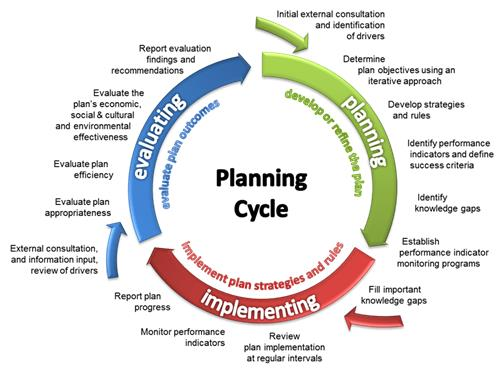 Initial external consultation
and identification
of drivers
Determine
plan objectives using an
iterative approach
Develop strategies
and rules
Identify performance
indicators and define
success criteria
Identify
knowledge gaps
Establish
performance indicator
monitoring programs
Fill important
knowledge gaps
Review
plan implementation
at regular intervals
Monitor performance
indicators
Report plan
progress
External consultation,
and information input,
review of drivers
Evaluate plan
appropriateness
Evaluate plan
efficiency
Evaluate the
plan's economic,
social & cultural
and environmental
effectiveness
Report evaluation
findings and
recommendations
planning
develop or refine the plan
implementing
implement plan strategies and rules
evaluating
evaluate plan outcomes
Planning
Cycle